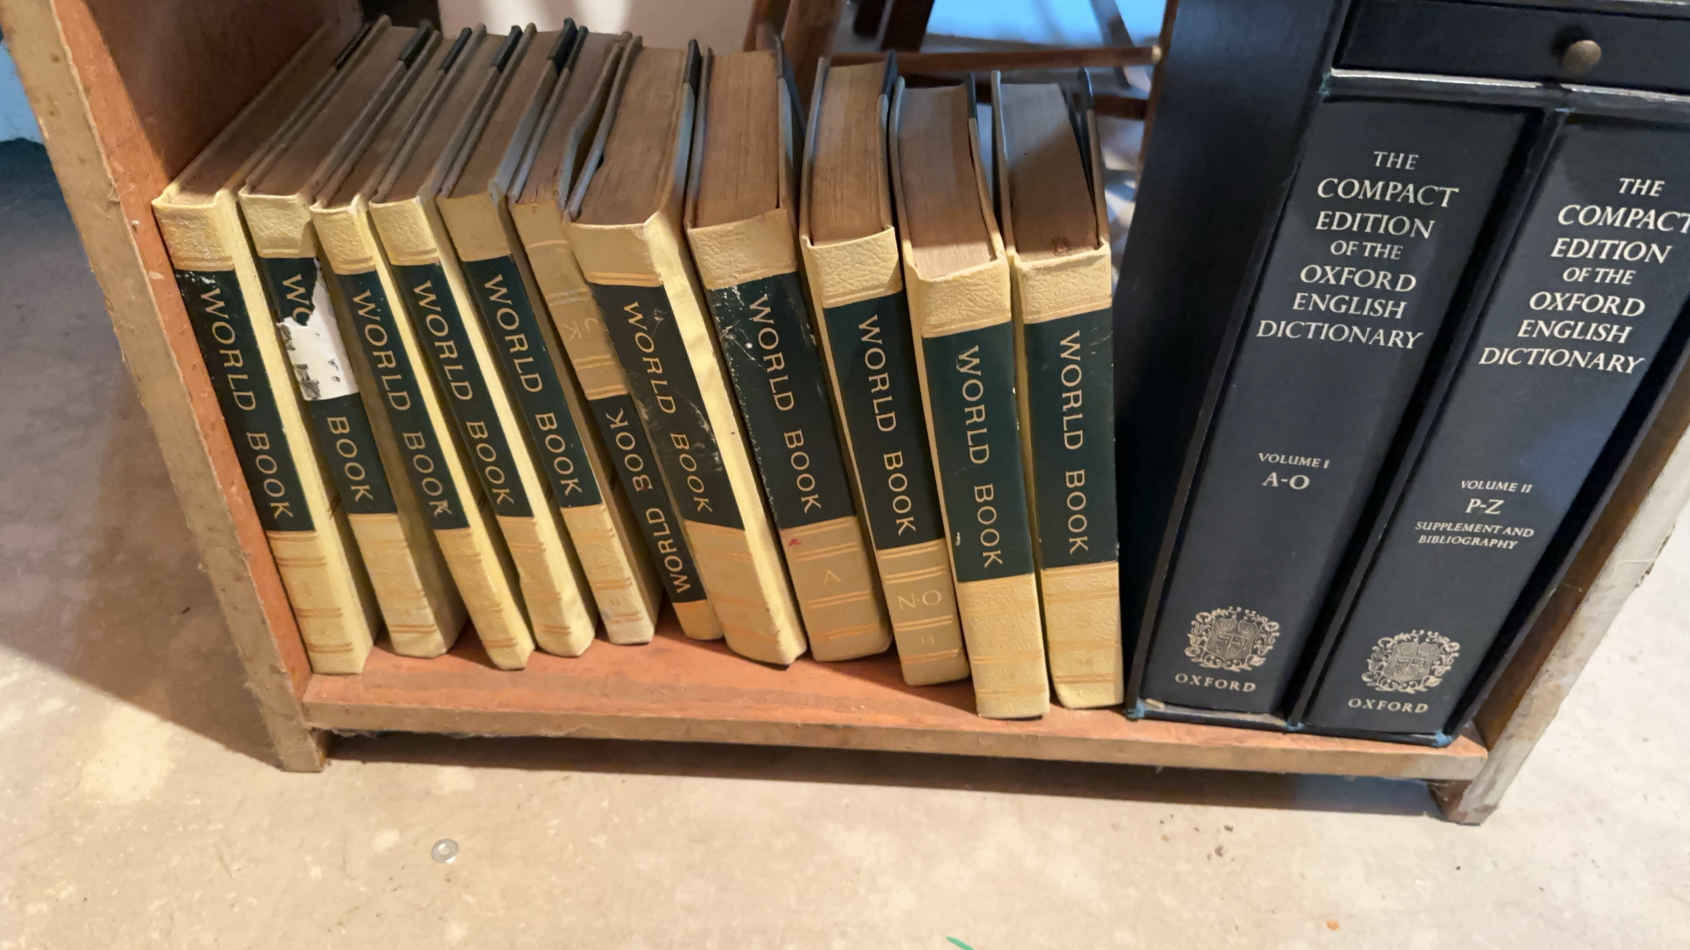 WORLD BOOK
WO
BOOK
WORLD BOOK
WORLD BOOK
WORLD BOOK
J-K
WORLD BOOK
WORLD BOOK
WORLD BOOK
A
WORLD BOOK
N-O
WORLD BOOK
WORLD BOOK
THE
COMPACT
EDITION
OF THE
OXFORD
ENGLISH
DICTIONARY
VOLUME I
A-O
OXFORD
THE
COMPACT
EDITION
OF THE
OXFORD
ENGLISH
DICTIONARY
VOLUME II
P-Z
SUPPLEMENT AND
BIBLIOGRAPHY
OXFORD